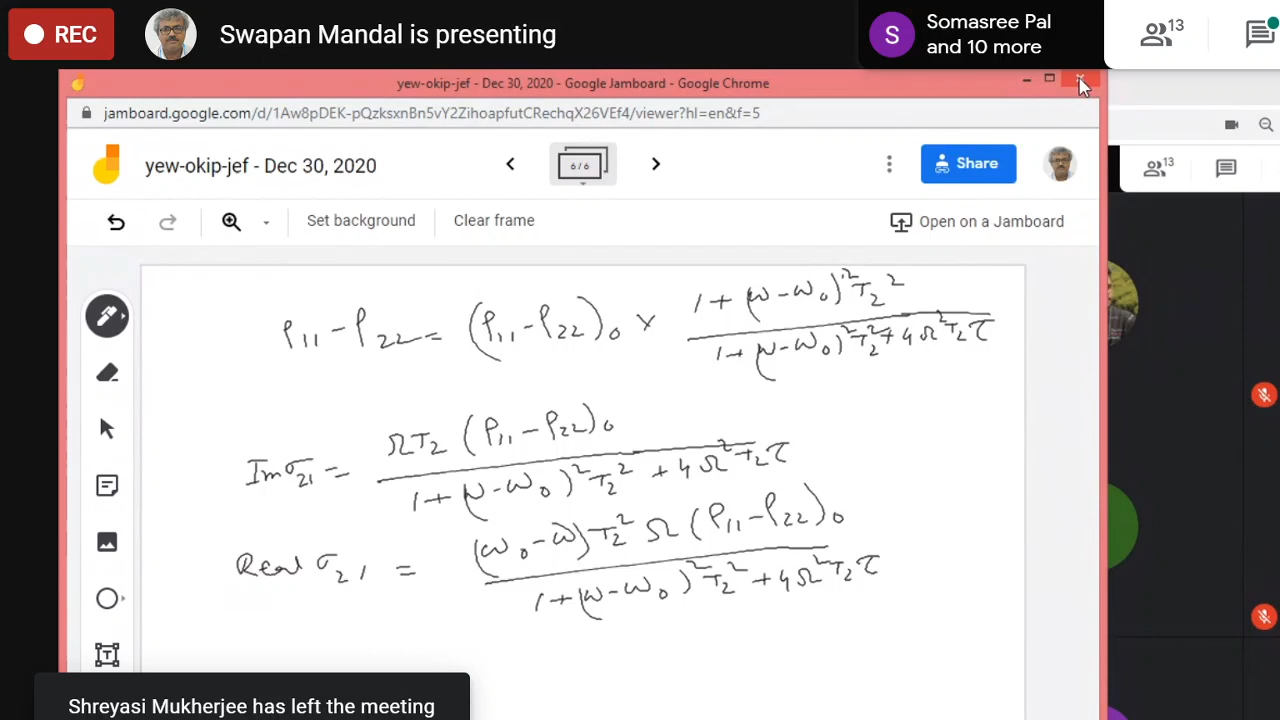 REC
Swapan Mandal is presenting
S
Somasree Pal
and 10 more
13
yew-okip-jef - Dec 30, 2020 - Google Jamboard - Google Chrome
jamboard.google.com/d/1Aw8pDEK-pQzksxnBn5vY2ZihoapfutCRechqX26VEf4/viewer?hl=en&f=5
yew-okip-jef - Dec 30, 2020
6/6
Share
13
Set background
Clear frame
Open on a Jamboard
ρ₁₁-ρ₂₂ = (ρ₁₁-ρ₂₂)₀ × (1+(ω-ω₀)²T₂²)/(1+(ω-ω₀)²T₂²+4Ω²T₂τ)
Imσ₂₁ = ΩT₂(ρ₁₁-ρ₂₂)₀/(1+(ω-ω₀)²T₂²+4Ω²T₂τ)
Real σ₂₁ = (ω₀-ω)T₂²Ω(ρ₁₁-ρ₂₂)₀/(1+(ω-ω₀)²T₂²+4Ω²T₂τ)
T
Shreyasi Mukherjee has left the meeting